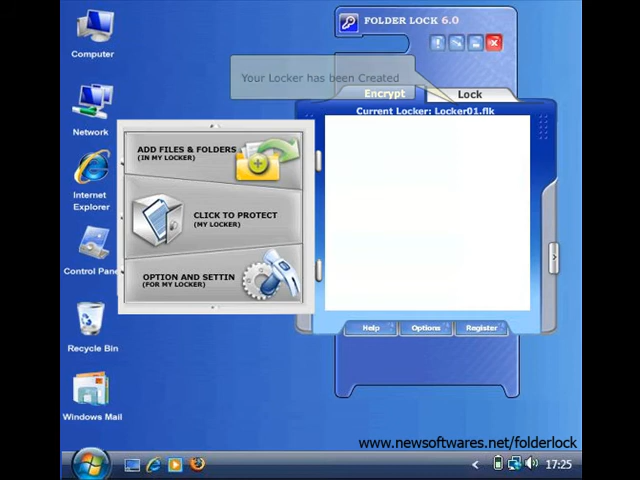 Computer
Network
Internet
Explorer
Control Pane
Recycle Bin
Windows Mail
FOLDER LOCK 6.0
Your Locker has been Created
Encrypt
Lock
Current Locker: Locker01.flk
ADD FILES & FOLDERS
(IN MY LOCKER)
CLICK TO PROTECT
(MY LOCKER)
OPTION AND SETTIN
(FOR MY LOCKER)
Help
Options
Register
www.newsoftwares.net/folderlock
17:25